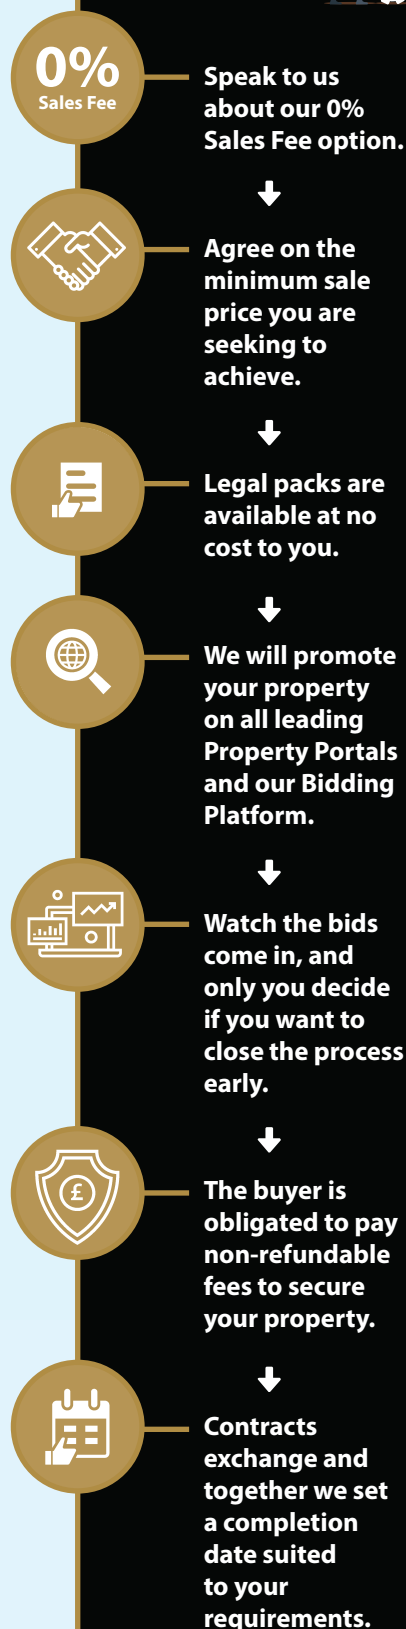 0%
Sales Fee
Speak to us
about our 0%
Sales Fee option.
Agree on the
minimum sale
price you are
seeking to
achieve.
Legal packs are
available at no
cost to you.
We will promote
your property
on all leading
Property Portals
and our Bidding
Platform.
Watch the bids
come in, and
only you decide
if you want to
close the process
early.
£
The buyer is
obligated to pay
non-refundable
fees to secure
your property.
Contracts
exchange and
together we set
a completion
date suited
to your
requirements.